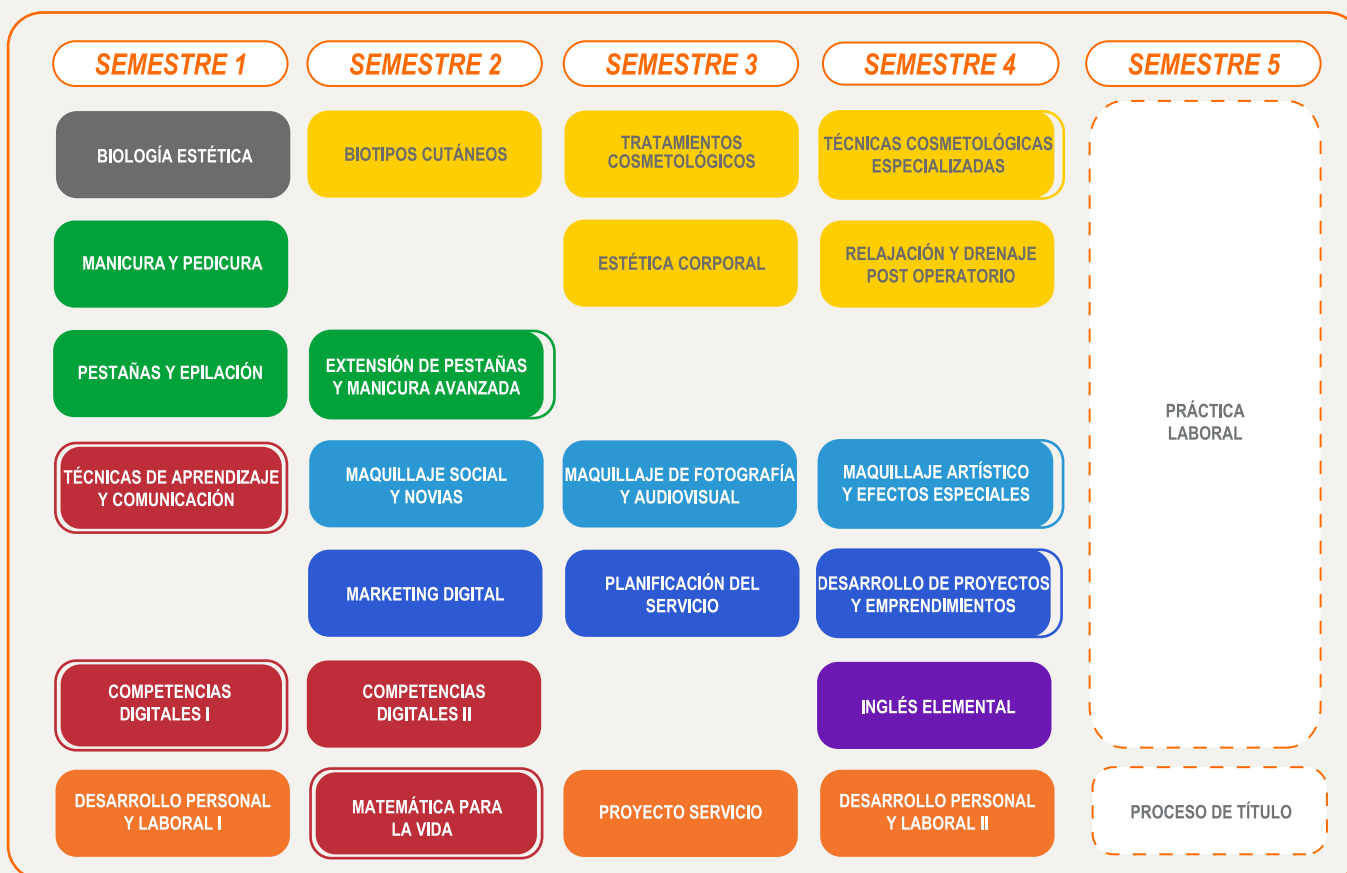 SEMESTRE 1
SEMESTRE 2
SEMESTRE 3
SEMESTRE 4
SEMESTRE 5
BIOLOGÍA ESTÉTICA
BIOTIPOS CUTÁNEOS
TRATAMIENTOS
COSMETOLÓGICOS
TÉCNICAS COSMETOLÓGICAS
ESPECIALIZADAS
MANICURA Y PEDICURA
ESTÉTICA CORPORAL
RELAJACIÓN Y DRENAJE
POST OPERATORIO
PESTAÑAS Y EPILACIÓN
EXTENSIÓN DE PESTAÑAS
Y MANICURA AVANZADA
PRÁCTICA
LABORAL
TÉCNICAS DE APRENDIZAJE
Y COMUNICACIÓN
MAQUILLAJE SOCIAL
Y NOVIAS
MAQUILLAJE DE FOTOGRAFÍA
Y AUDIOVISUAL
MAQUILLAJE ARTÍSTICO
Y EFECTOS ESPECIALES
MARKETING DIGITAL
PLANIFICACIÓN DEL
SERVICIO
DESARROLLO DE PROYECTOS
Y EMPRENDIMIENTOS
COMPETENCIAS
DIGITALES I
COMPETENCIAS
DIGITALES II
INGLÉS ELEMENTAL
DESARROLLO PERSONAL
Y LABORAL I
MATEMÁTICA PARA
LA VIDA
PROYECTO SERVICIO
DESARROLLO PERSONAL
Y LABORAL II
PROCESO DE TÍTULO